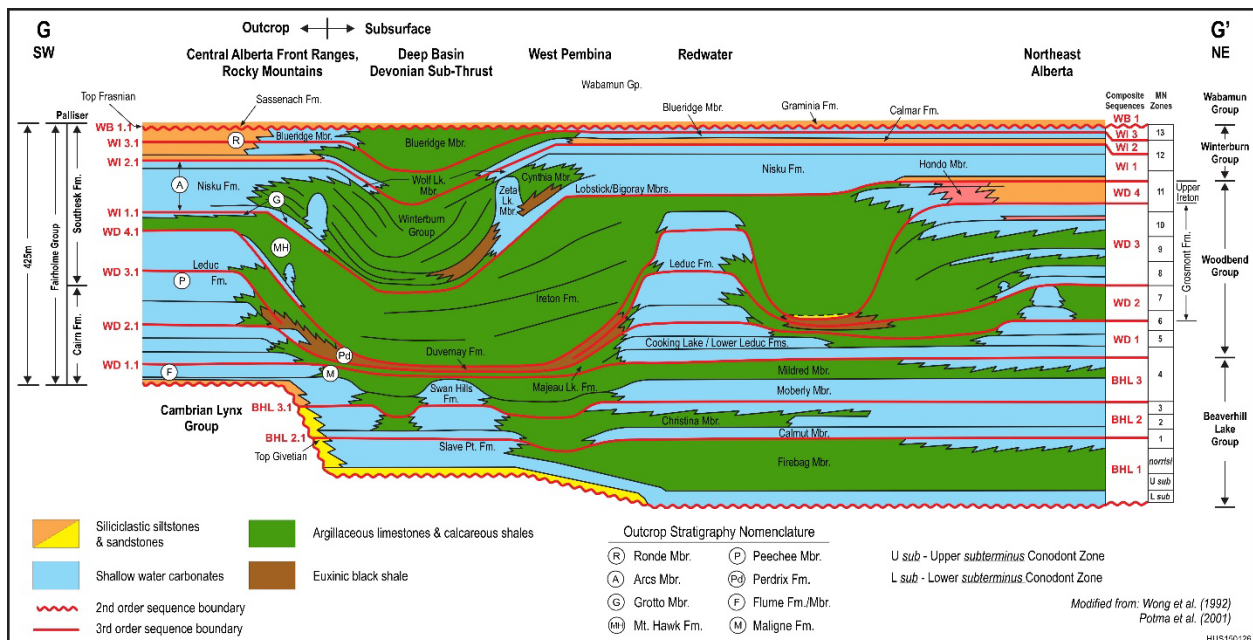 G
SW
Outcrop
Subsurface
G'
NE
Central Alberta Front Ranges,
Rocky Mountains
Deep Basin
Devonian Sub-Thrust
West Pembina
Redwater
Northeast
Alberta
Top Frasnian
Palliser
Sassenach Fm.
Wabamun Gp.
Blueridge Mbr.
Graminia Fm.
Calmar Fm.
Composite
Sequences
MN
Zones
Wabamun
Group
WB 1.1
WI 3.1
WI 2.1
WI 1.1
WD 4.1
WD 3.1
WD 2.1
WD 1.1
BHL 3.1
BHL 2.1
425m
Fairholme Group
Southesk Fm.
Cairn Fm.
R
Blueridge Mbr.
Blueridge Mbr.
A
Nisku Fm.
G
Wolf Lk.
Mbr.
Cynthia Mbr.
Zeta
Lk.
Mbr.
Lobstick/Bigoray Mbrs.
Nisku Fm.
Hondo Mbr.
Winterburn
Group
MH
Leduc
Fm.
P
Leduc Fm.
Ireton Fm.
Pd
Duvernay Fm.
Cooking Lake / Lower Leduc Fms.
F
M
Majeau Lk. Fm.
Mildred Mbr.
Swan Hills
Fm.
Moberly Mbr.
Cambrian Lynx
Group
Christina Mbr.
Calmut Mbr.
Top Givetian
Slave Pt. Fm.
Firebag Mbr.
WB 1
WI 3
WI 2
WI 1
WD 4
WD 3
WD 2
WD 1
BHL 3
BHL 2
BHL 1
13
12
11
10
9
8
7
6
5
4
3
2
1
norrisi
U sub
L sub
Upper
Ireton
Grosmont Fm.
Winterburn
Group
Woodbend
Group
Beaverhill
Lake
Group
Siliciclastic siltstones
& sandstones
Argillaceous limestones & calcareous shales
Shallow water carbonates
Euxinic black shale
2nd order sequence boundary
3rd order sequence boundary
Outcrop Stratigraphy Nomenclature
R Ronde Mbr.
P Peechee Mbr.
A Arcs Mbr.
Pd Perdrix Fm.
G Grotto Mbr.
F Flume Fm./Mbr.
MH Mt. Hawk Fm.
M Maligne Fm.
U sub - Upper subterminus Conodont Zone
L sub - Lower subterminus Conodont Zone
Modified from: Wong et al. (1992)
Potma et al. (2001)
HUS150126